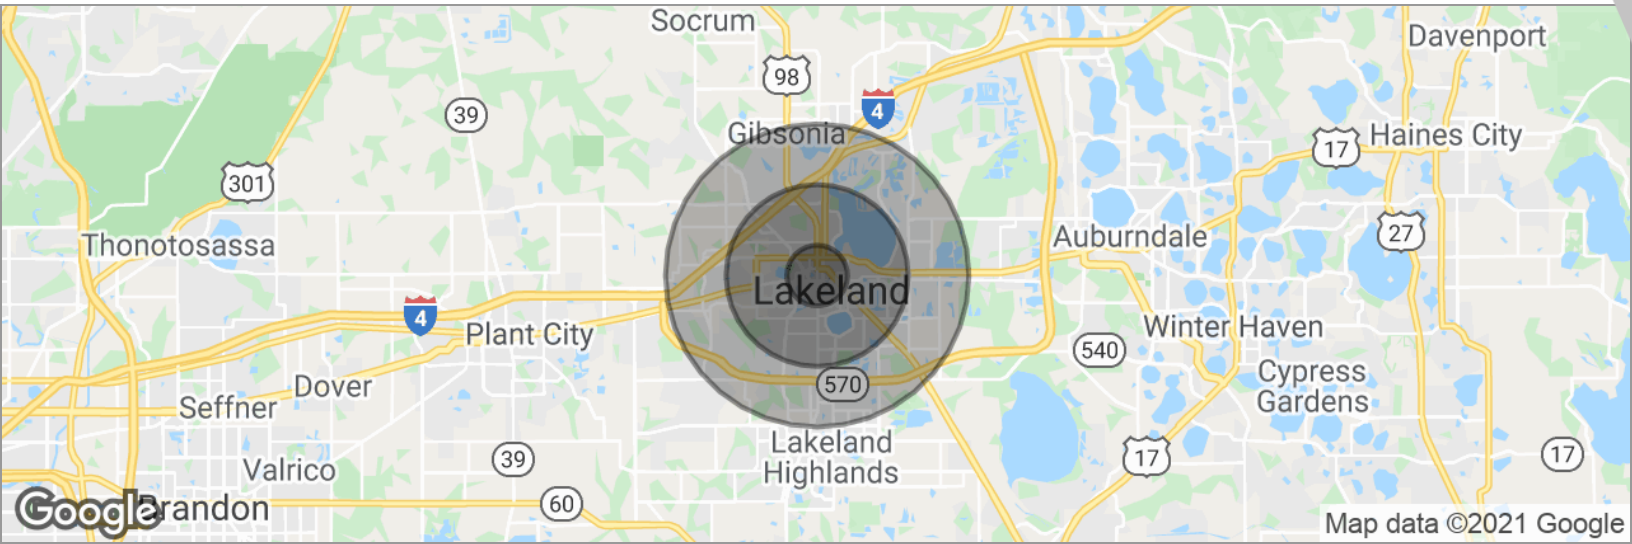 Socrum
Davenport
98
39
4
Gibsonia
17
Haines City
301
27
Thonotosassa
Auburndale
Lakeland
4
Plant City
Winter Haven
540
Dover
570
Cypress
Gardens
Seffner
Lakeland
Highlands
Valrico
39
17
17
60
Google
Brandon
Map data ©2021 Google